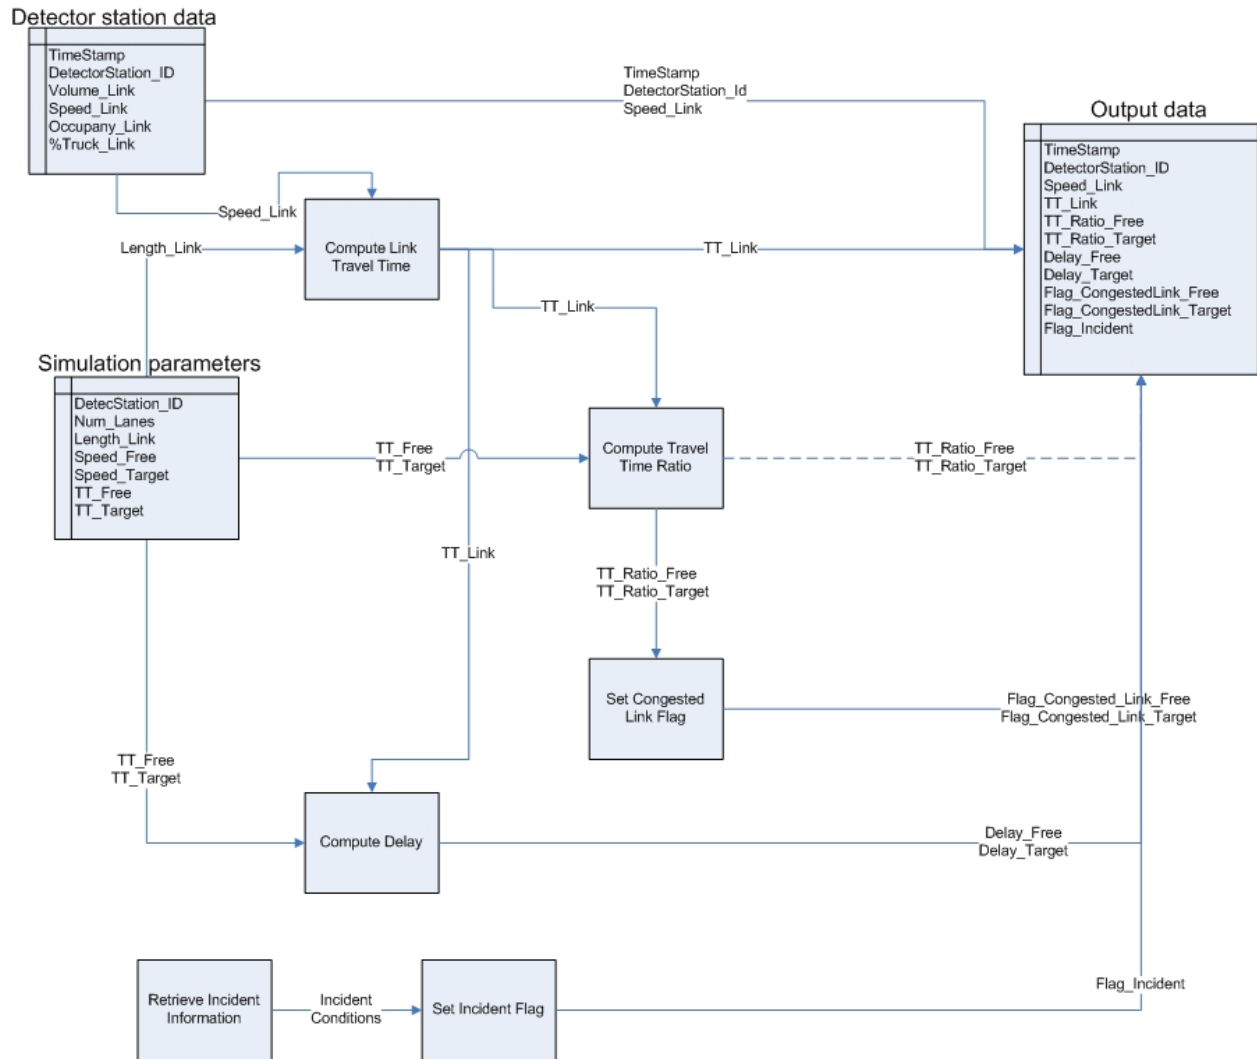 Detector station data
TimeStamp
DetectorStation_ID
Volume_Link
Speed_Link
Occupany_Link
%Truck_Link
TimeStamp
DetectorStation_Id
Speed_Link
Output data
TimeStamp
DetectorStation_ID
Speed_Link
TT_Link
TT_Ratio_Free
TT_Ratio_Target
Delay_Free
Delay_Target
Flag_CongestedLink_Free
Flag_CongestedLink_Target
Flag_Incident
Speed_Link
Length_Link
Compute Link
Travel Time
TT_Link
TT_Link
Simulation parameters
DetecStation_ID
Num_Lanes
Length_Link
Speed_Free
Speed_Target
TT_Free
TT_Target
TT_Free
TT_Target
Compute Travel
Time Ratio
TT_Ratio_Free
TT_Ratio_Target
TT_Link
TT_Ratio_Free
TT_Ratio_Target
Set Congested
Link Flag
Flag_Congested_Link_Free
Flag_Congested_Link_Target
TT_Free
TT_Target
Compute Delay
Delay_Free
Delay_Target
Retrieve Incident
Information
Incident
Conditions
Set Incident Flag
Flag_Incident